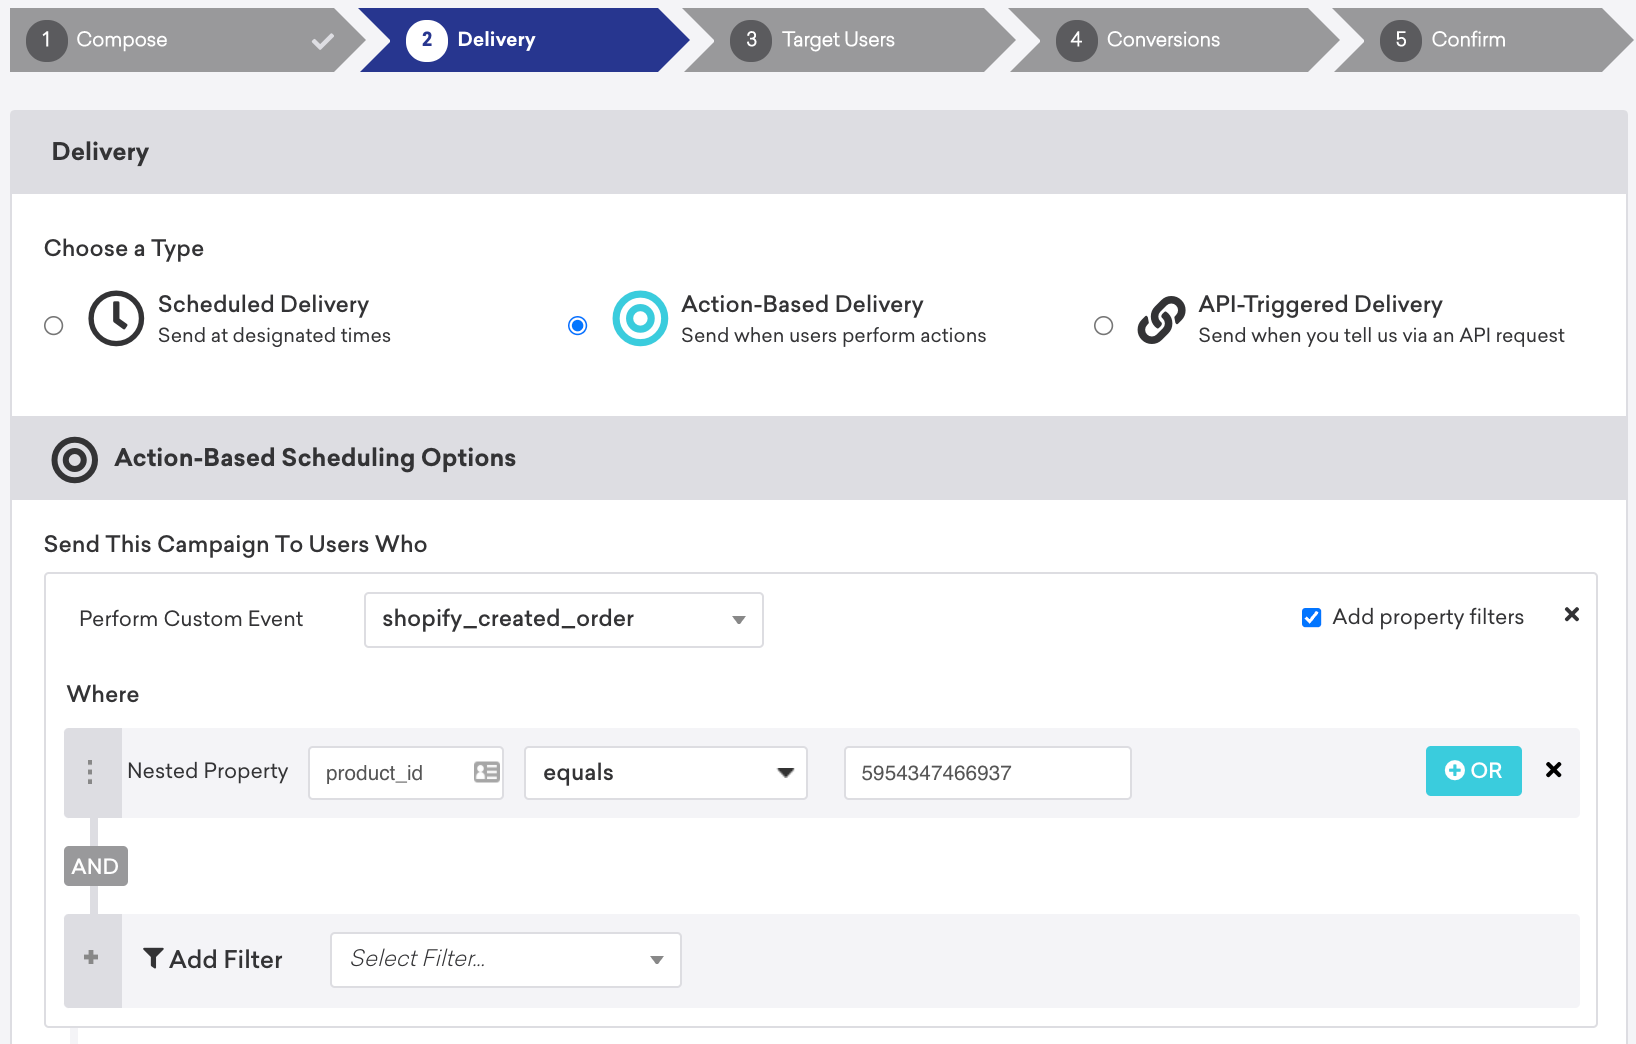 1 Compose
2 Delivery
3 Target Users
4 Conversions
5 Confirm
Delivery
Choose a Type
Scheduled Delivery
Send at designated times
Action-Based Delivery
Send when users perform actions
API-Triggered Delivery
Send when you tell us via an API request
Action-Based Scheduling Options
Send This Campaign To Users Who
Perform Custom Event shopify_created_order Add property filters
Where
Nested Property product_id equals 5954347466937 OR
AND
Add Filter Select Filter...